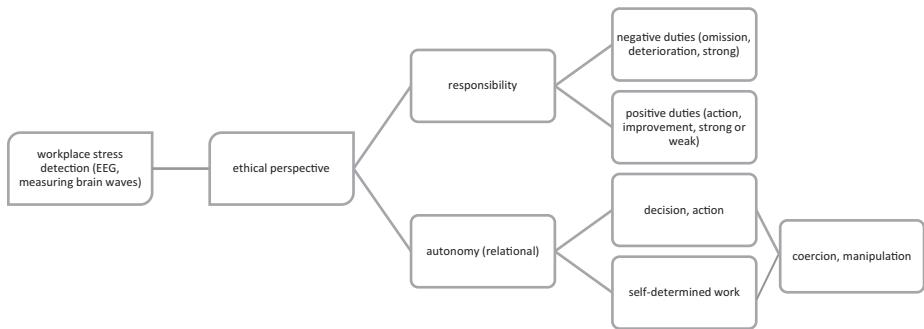 negative duties (omission,
deterioration, strong)
responsibility
positive duties (action,
improvement, strong or
weak)
workplace stress
detection (EEG,
measuring brain waves)
ethical perspective
decision, action
autonomy (relational)
coercion, manipulation
self-determined work